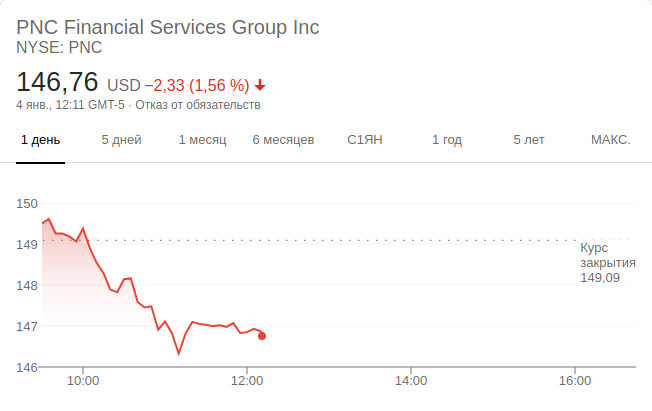 PNC Financial Services Group Inc
NYSE: PNC
146,76 USD −2,33 (1,56 %)
4 янв., 12:11 GMT-5 · Отказ от обязательств
1 день 5 дней 1 месяц 6 месяцев С1ЯН 1 год 5 лет МАКС.
150
149
148
147
146
Курс
закрытия
149,09
10:00 12:00 14:00 16:00